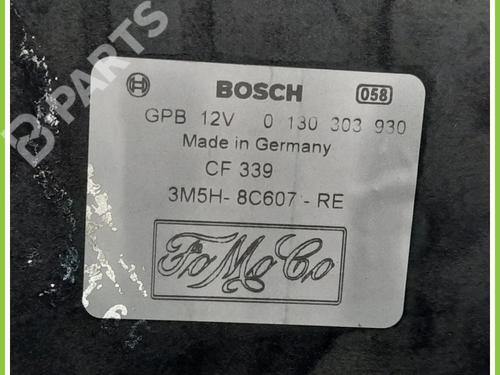 BOSCH 058
GPB 12V 0 130 303 930
Made in Germany
CF 339
3M5H-8C607-RE
FoMoCo
B PARTS